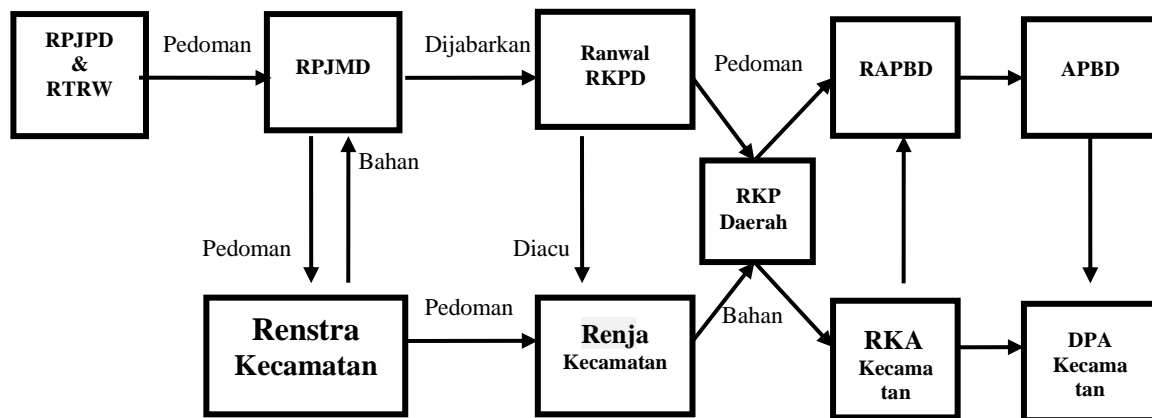 RPJPD
&
RTRW
Pedoman
RPJMD
Dijabarkan
Ranwal
RKPD
Pedoman
RAPBD
APBD
Bahan
RKP
Daerah
Pedoman
Diacu
Renstra
Kecamatan
Pedoman
Renja
Kecamatan
Bahan
RKA
Kecama
tan
DPA
Kecama
tan